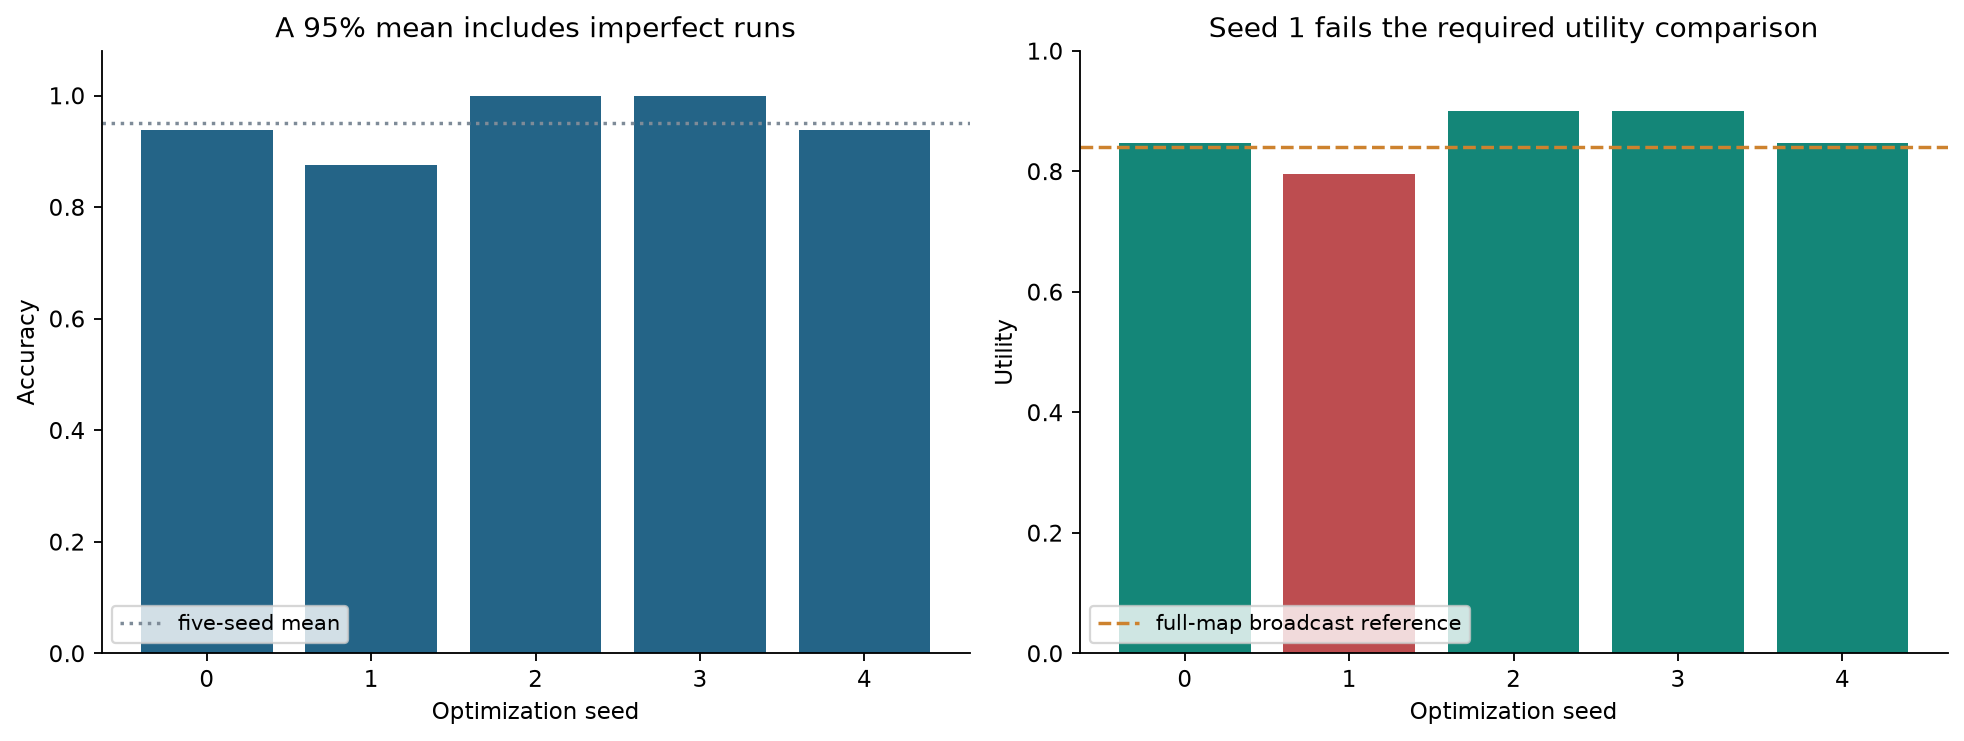 A 95% mean includes imperfect runs
Accuracy
1.0
0.8
0.6
0.4
0.2
0.0
five-seed mean
0 1 2 3 4
Optimization seed
Seed 1 fails the required utility comparison
Utility
1.0
0.8
0.6
0.4
0.2
0.0
full-map broadcast reference
0 1 2 3 4
Optimization seed